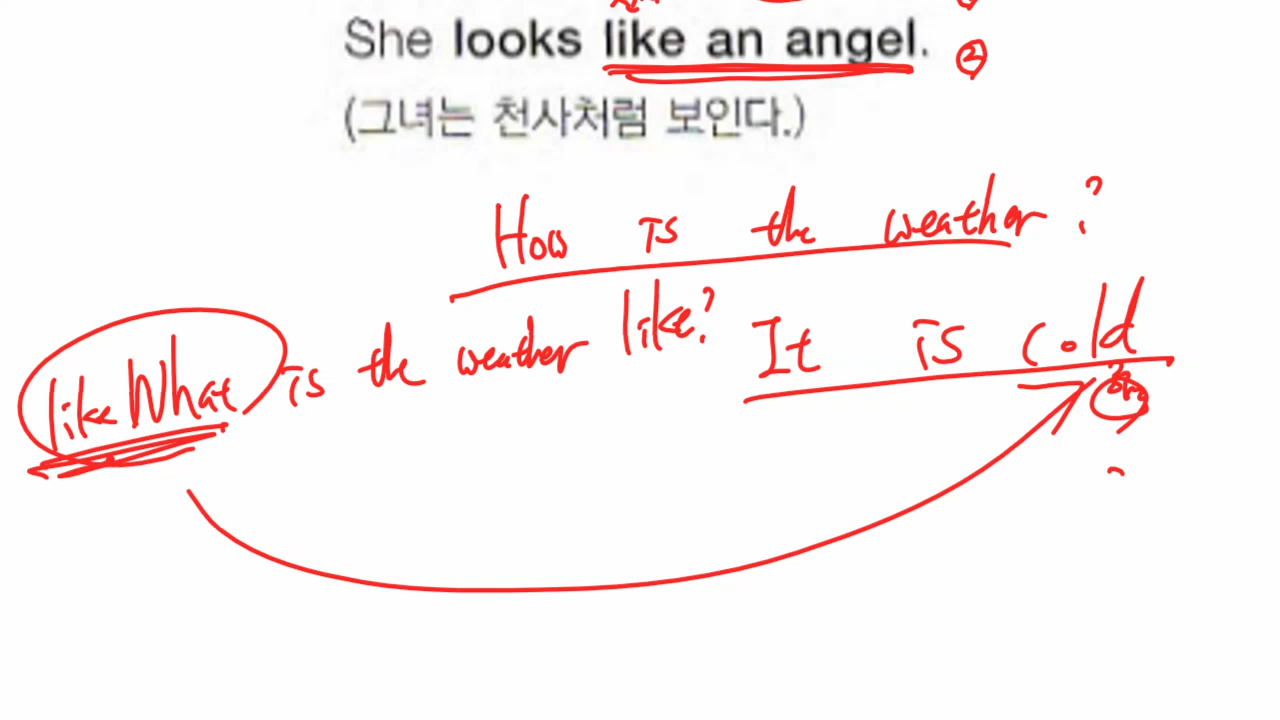 She looks like an angel. ②
(그녀는 천사처럼 보인다.)
How is the weather?
like What is the weather like? It is cold